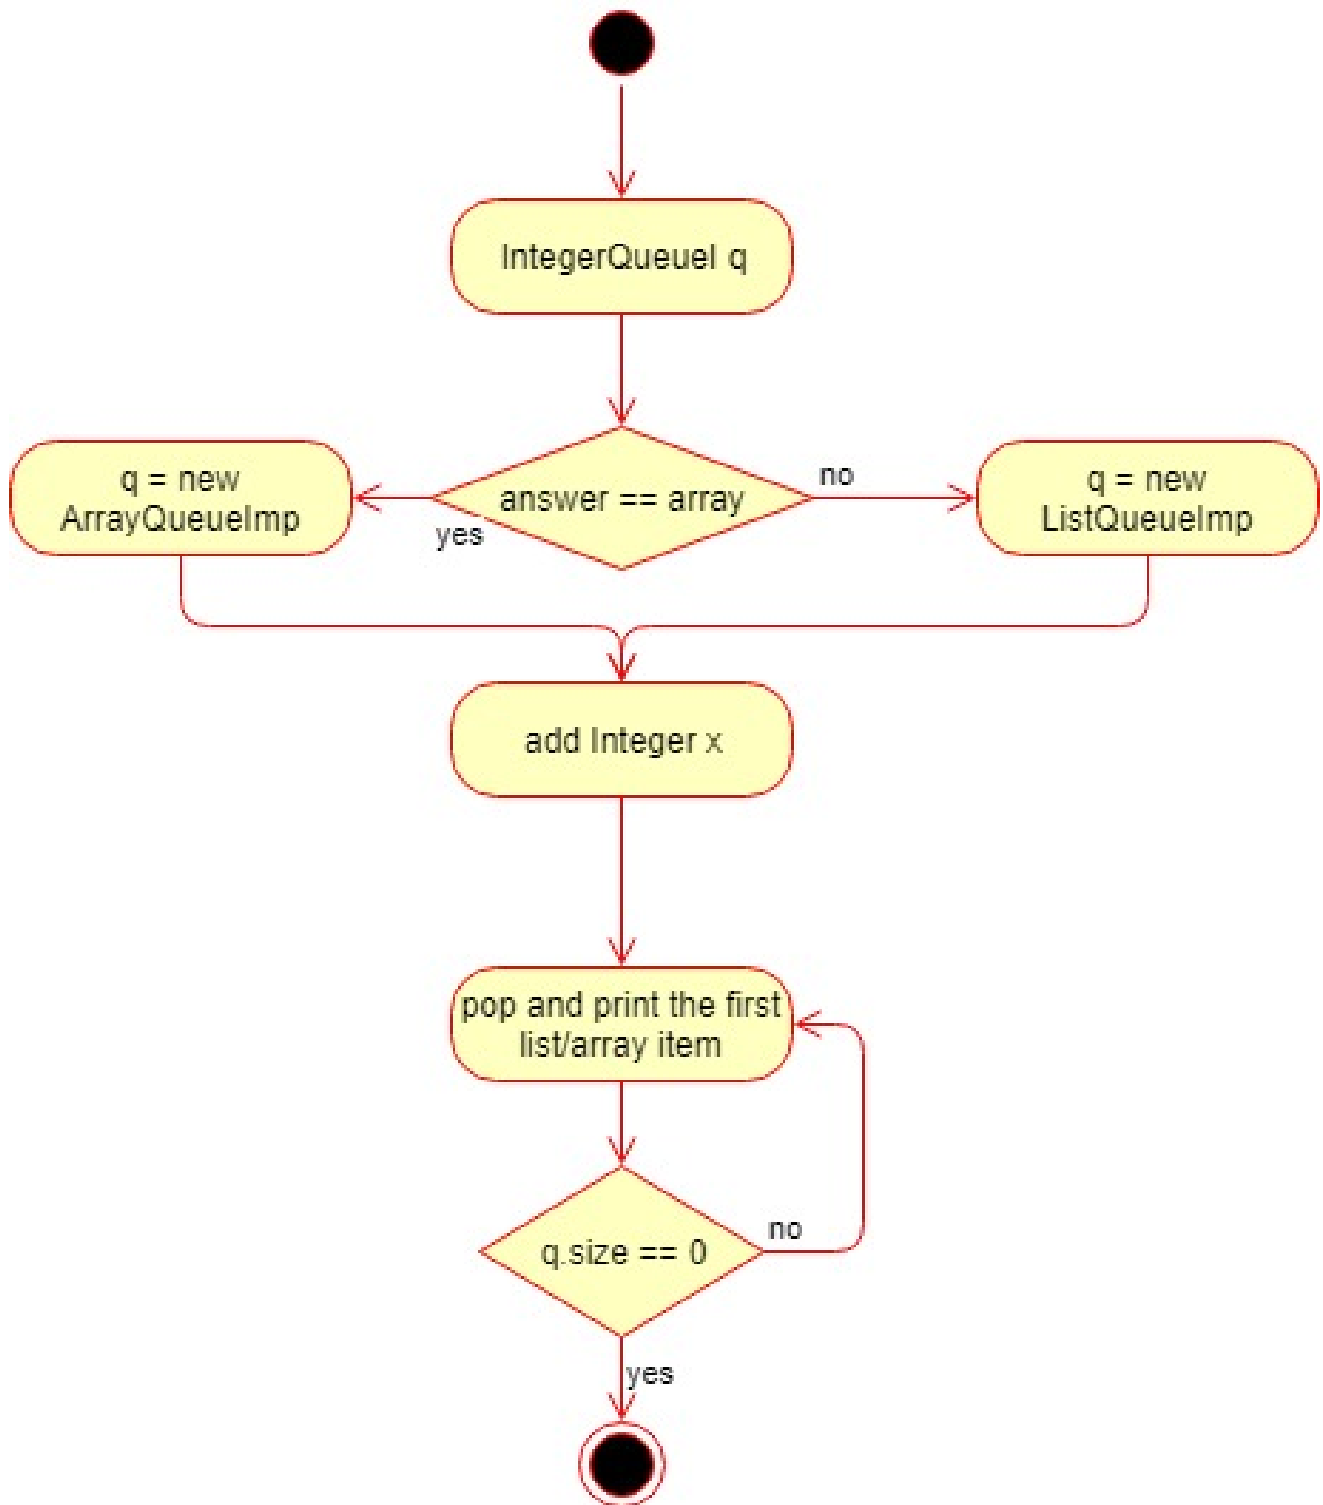 IntegerQueueI q
answer == array
yes
no
q = new
ArrayQueueImp
q = new
ListQueueImp
add Integer x
pop and print the first
list/array item
q.size == 0
no
yes